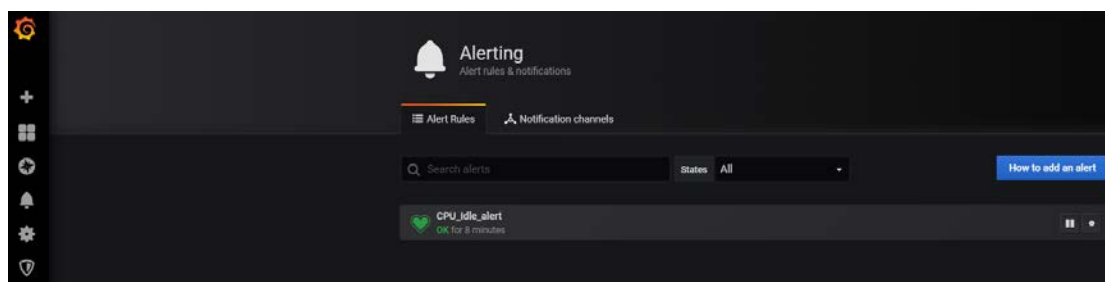 Alerting
Alert rules & notifications
Alert Rules
Notification channels
Search alerts
States All
How to add an alert
CPU_Idle_alert
OK for 8 minutes